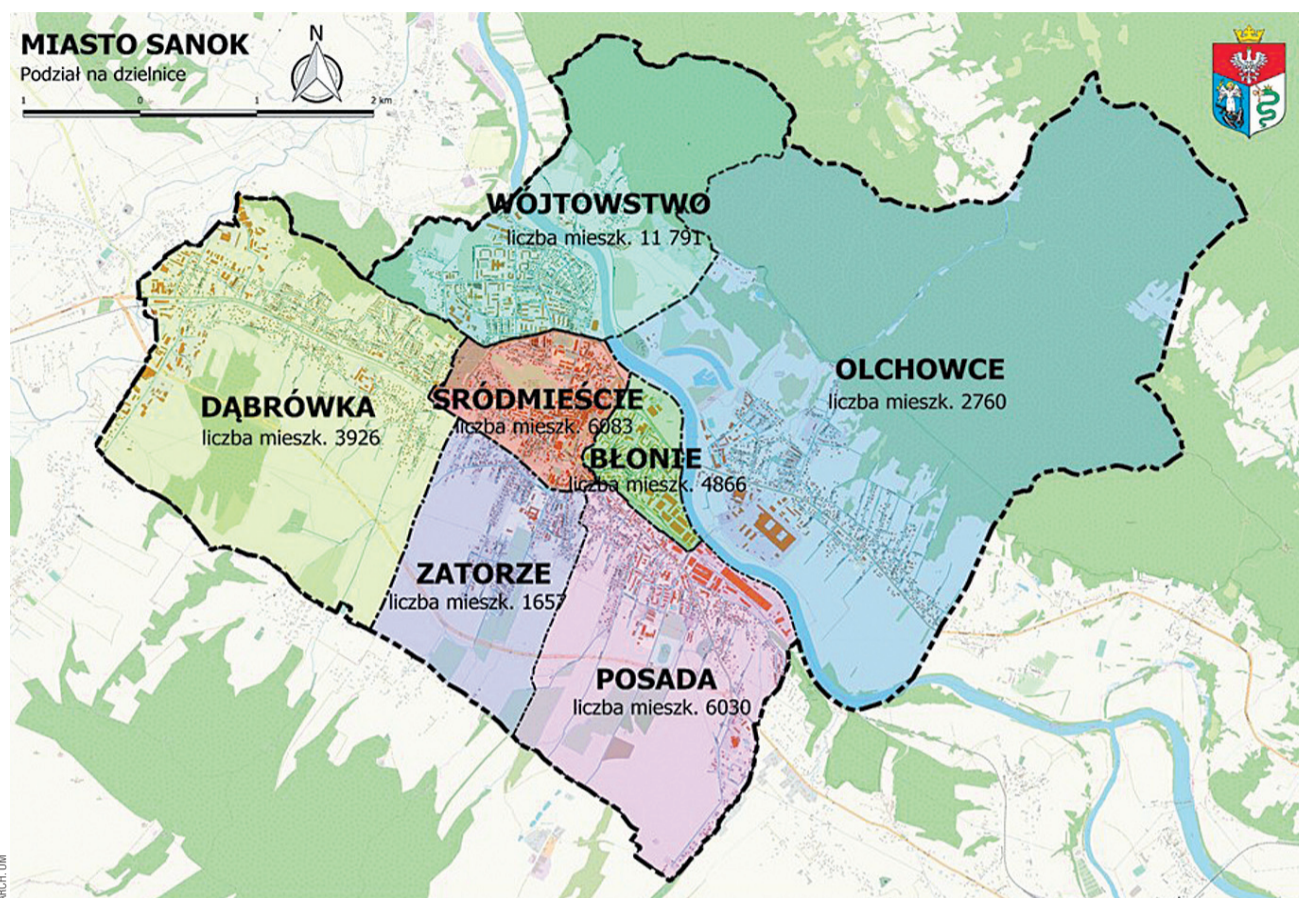 MIASTO SANOK
Podział na dzielnice
N
1 0 1 2 km
WÓJTOWSTWO
liczba mieszk. 11 791
OLCHOWCE
liczba mieszk. 2760
ŚRÓDMIEŚCIE
liczba mieszk. 6083
DĄBRÓWKA
liczba mieszk. 3926
BŁONIE
liczba mieszk. 4866
ZATORZE
liczba mieszk. 1657
POSADA
liczba mieszk. 6030
ARCH. UM